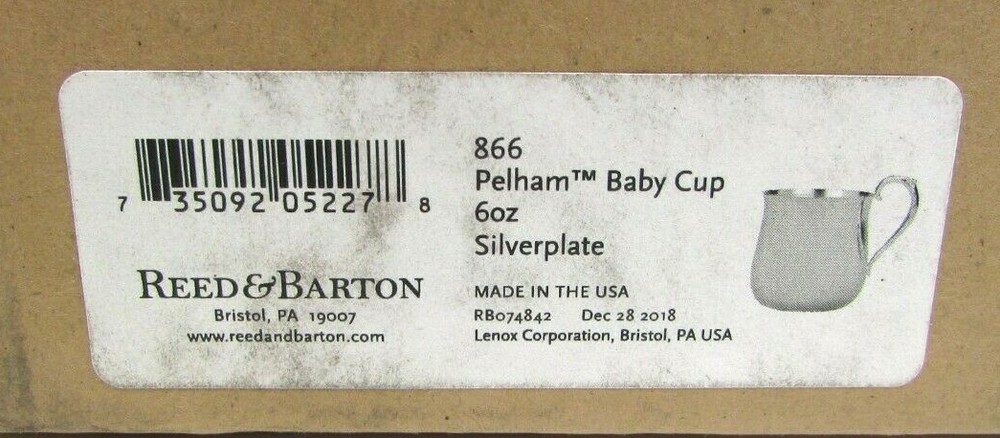 7 35092 05227 8
REED & BARTON
Bristol, PA 19007
www.reedandbarton.com
866
Pelham™ Baby Cup
6oz
Silverplate
MADE IN THE USA
RB074842 Dec 28 2018
Lenox Corporation, Bristol, PA USA